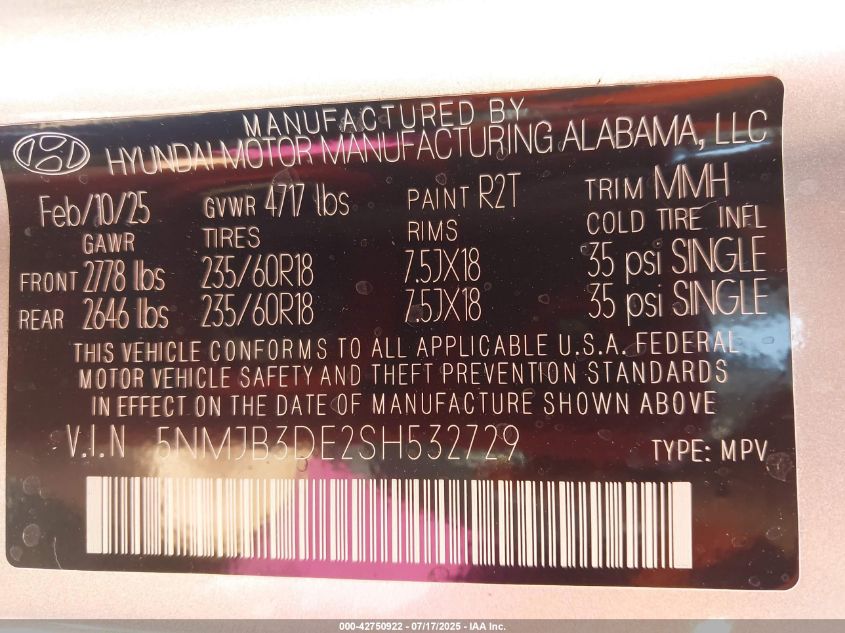 MANUFACTURED BY
HYUNDAI MOTOR MANUFACTURING ALABAMA, LLC
Feb/10/25 GVWR 4717 lbs PAINT R2T TRIM MMH
GAWR TIRES RIMS COLD TIRE INFL
FRONT 2778 lbs 235/60R18 7.5JX18 35 psi SINGLE
REAR 2646 lbs 235/60R18 7.5JX18 35 psi SINGLE
THIS VEHICLE CONFORMS TO ALL APPLICABLE U.S.A. FEDERAL
MOTOR VEHICLE SAFETY AND THEFT PREVENTION STANDARDS
IN EFFECT ON THE DATE OF MANUFACTURE SHOWN ABOVE
V.I.N 5NMJB3DE2SH532729 TYPE: MPV
000-42750922 - 07/17/2025 - IAA Inc.